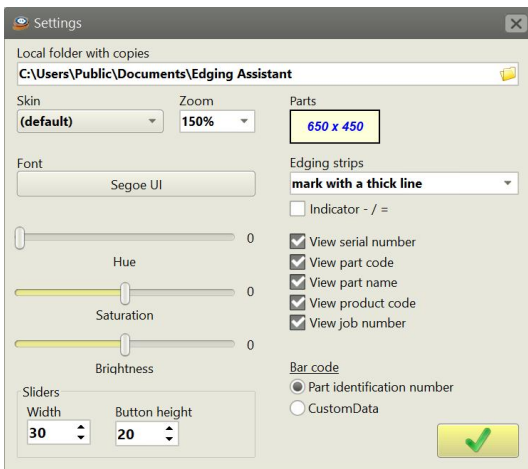 Settings
Local folder with copies
C:\Users\Public\Documents\Edging Assistant
Skin
Zoom
Parts
(default)
150%
650 x 450
Font
Edging strips
Segoe UI
mark with a thick line
Indicator - / =
0
Hue
View serial number
View part code
View part name
View product code
View job number
0
Saturation
0
Brightness
Bar code
Part identification number
CustomData
Sliders
Width
Button height
30
20